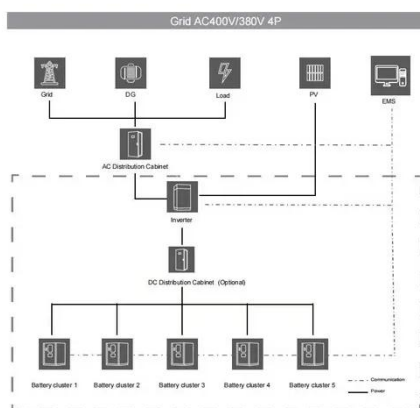 Grid AC400V/380V 4P
Grid
DG
Load
PV
EMS
AC Distribution Cabinet
Inverter
DC Distribution Cabinet (Optional)
Battery cluster 1
Battery cluster 2
Battery cluster 3
Battery cluster 4
Battery cluster 5
Communication
Power